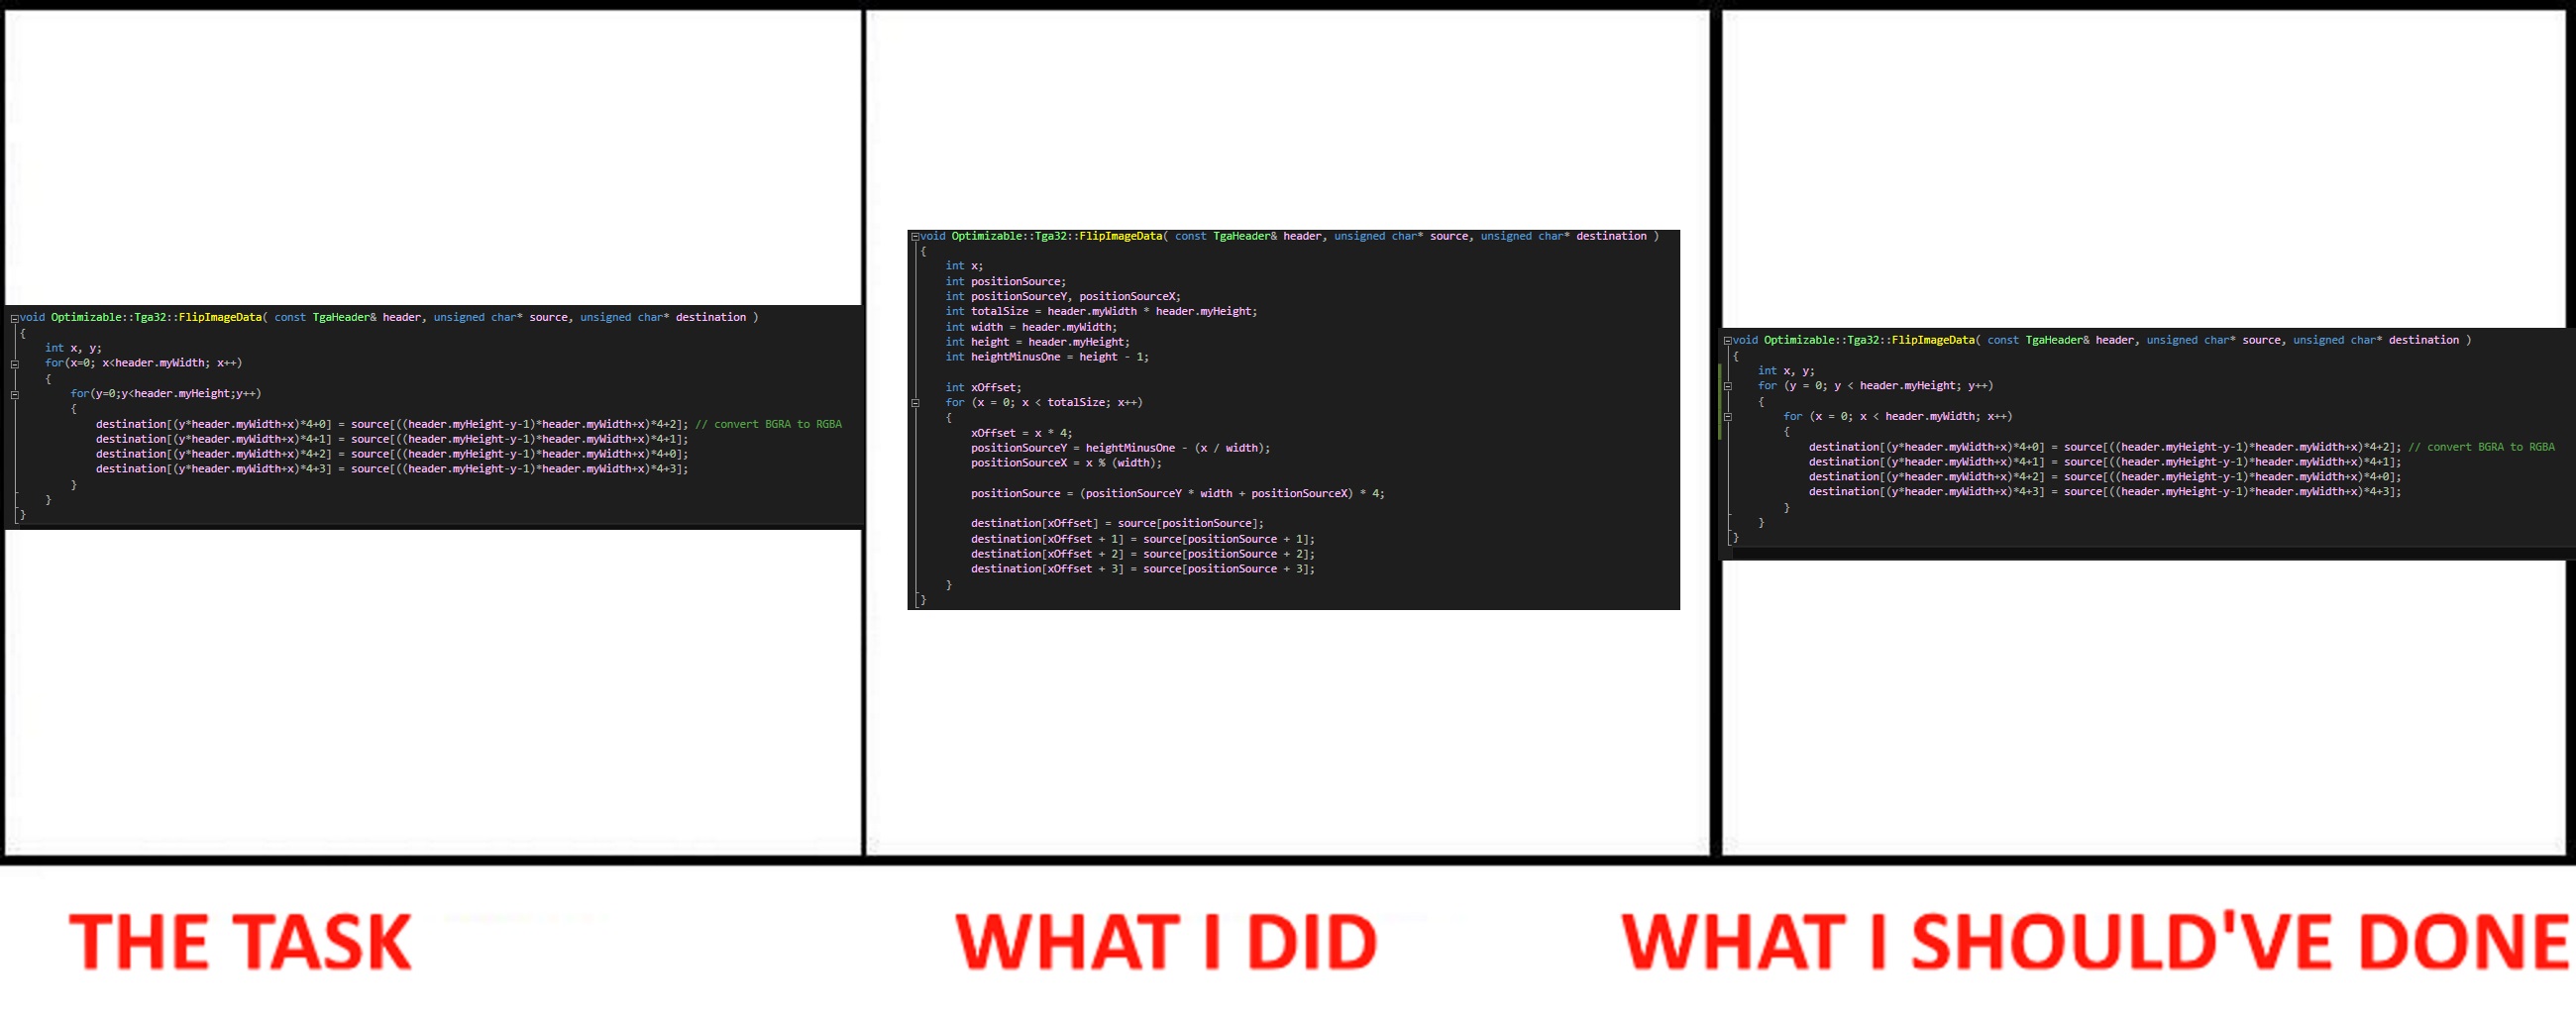 void Optimizable::Tga32::FlipImageData( const TgaHeader& header, unsigned char* source, unsigned char* destination )
{
    int x, y;
    for(x=0; x<header.myWidth; x++)
    {
        for(y=0;y<header.myHeight;y++)
        {
            destination[(y*header.myWidth+x)*4+0] = source[((header.myHeight-y-1)*header.myWidth+x)*4+2]; // convert BGRA to RGBA
            destination[(y*header.myWidth+x)*4+1] = source[((header.myHeight-y-1)*header.myWidth+x)*4+1];
            destination[(y*header.myWidth+x)*4+2] = source[((header.myHeight-y-1)*header.myWidth+x)*4+0];
            destination[(y*header.myWidth+x)*4+3] = source[((header.myHeight-y-1)*header.myWidth+x)*4+3];
        }
    }
}
THE TASK
void Optimizable::Tga32::FlipImageData( const TgaHeader& header, unsigned char* source, unsigned char* destination )
{
    int x;
    int positionSource;
    int positionSourceY, positionSourceX;
    int totalSize = header.myWidth * header.myHeight;
    int width = header.myWidth;
    int height = header.myHeight;
    int heightMinusOne = height - 1;
    int xOffset;
    for (x = 0; x < totalSize; x++)
    {
        xOffset = x * 4;
        positionSourceY = heightMinusOne - (x / width);
        positionSourceX = x % (width);
        positionSource = (positionSourceY * width + positionSourceX) * 4;
        destination[xOffset] = source[positionSource];
        destination[xOffset + 1] = source[positionSource + 1];
        destination[xOffset + 2] = source[positionSource + 2];
        destination[xOffset + 3] = source[positionSource + 3];
    }
}
WHAT I DID
void Optimizable::Tga32::FlipImageData( const TgaHeader& header, unsigned char* source, unsigned char* destination )
{
    int x, y;
    for (y = 0; y < header.myHeight; y++)
    {
        for (x = 0; x < header.myWidth; x++)
        {
            destination[(y*header.myWidth+x)*4+0] = source[((header.myHeight-y-1)*header.myWidth+x)*4+2]; // convert BGRA to RGBA
            destination[(y*header.myWidth+x)*4+1] = source[((header.myHeight-y-1)*header.myWidth+x)*4+1];
            destination[(y*header.myWidth+x)*4+2] = source[((header.myHeight-y-1)*header.myWidth+x)*4+0];
            destination[(y*header.myWidth+x)*4+3] = source[((header.myHeight-y-1)*header.myWidth+x)*4+3];
        }
    }
}
WHAT I SHOULD'VE DONE